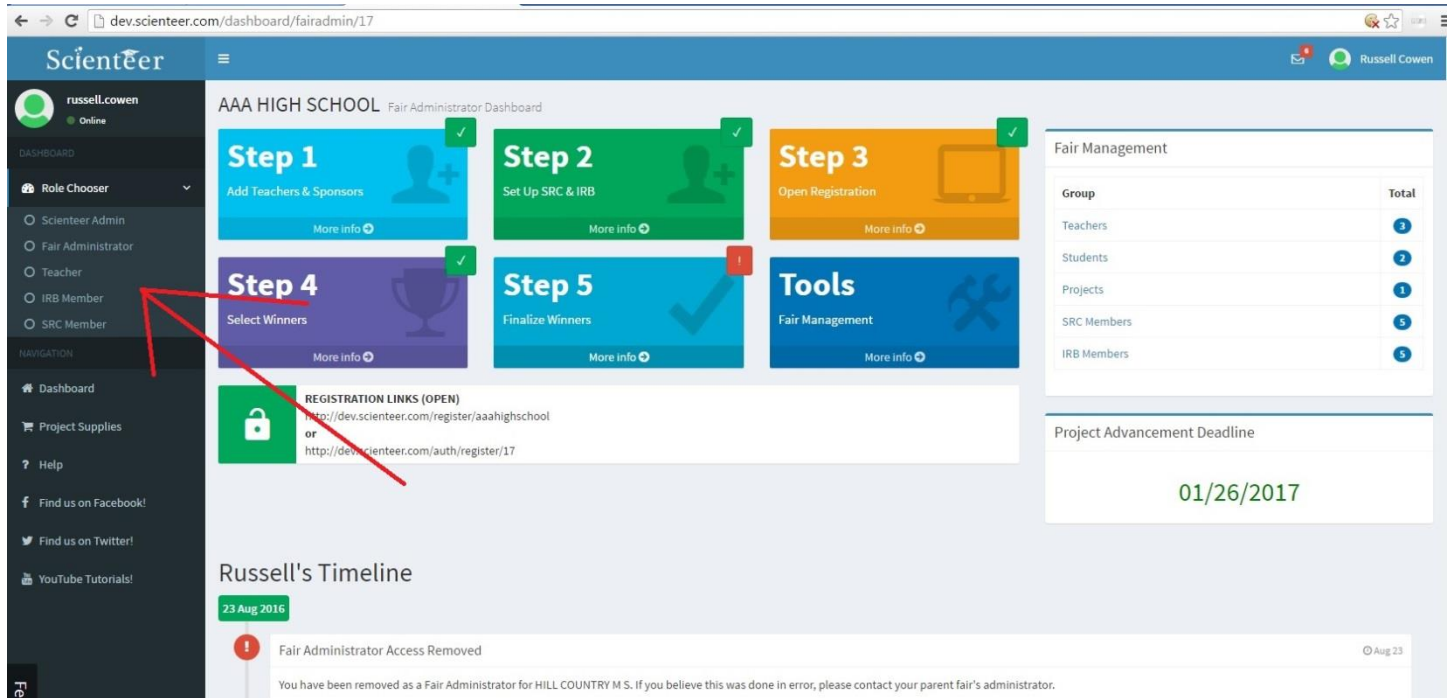 dev.scienteer.com/dashboard/fairadmin/17
Scienteer
Russell Cowen
russell.cowen
Online
DASHBOARD
Role Chooser
Scienteer Admin
Fair Administrator
Teacher
IRB Member
SRC Member
NAVIGATION
Dashboard
Project Supplies
Help
Find us on Facebook!
Find us on Twitter!
YouTube Tutorials!
AAA HIGH SCHOOL Fair Administrator Dashboard
Step 1
Add Teachers & Sponsors
More info
Step 2
Set Up SRC & IRB
More info
Step 3
Open Registration
More info
Step 4
Select Winners
More info
Step 5
Finalize Winners
More info
Tools
Fair Management
More info
REGISTRATION LINKS (OPEN)
http://dev.scienteer.com/register/aaahighschool
or
http://dev.scienteer.com/auth/register/17
Fair Management
Group Total
Teachers 3
Students 2
Projects 1
SRC Members 5
IRB Members 5
Project Advancement Deadline
01/26/2017
Russell's Timeline
23 Aug 2016
Fair Administrator Access Removed Aug 23
You have been removed as a Fair Administrator for HILL COUNTRY M S. If you believe this was done in error, please contact your parent fair's administrator.